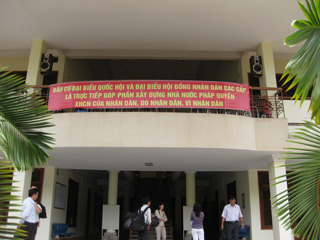 BẦU CỬ ĐẠI BIỂU QUỐC HỘI VÀ ĐẠI BIỂU HỘI ĐỒNG NHÂN DÂN CÁC CẤP
LÀ TRỰC TIẾP GÓP PHẦN XÂY DỰNG NHÀ NƯỚC PHÁP QUYỀN
XHCN CỦA NHÂN DÂN, DO NHÂN DÂN, VÌ NHÂN DÂN